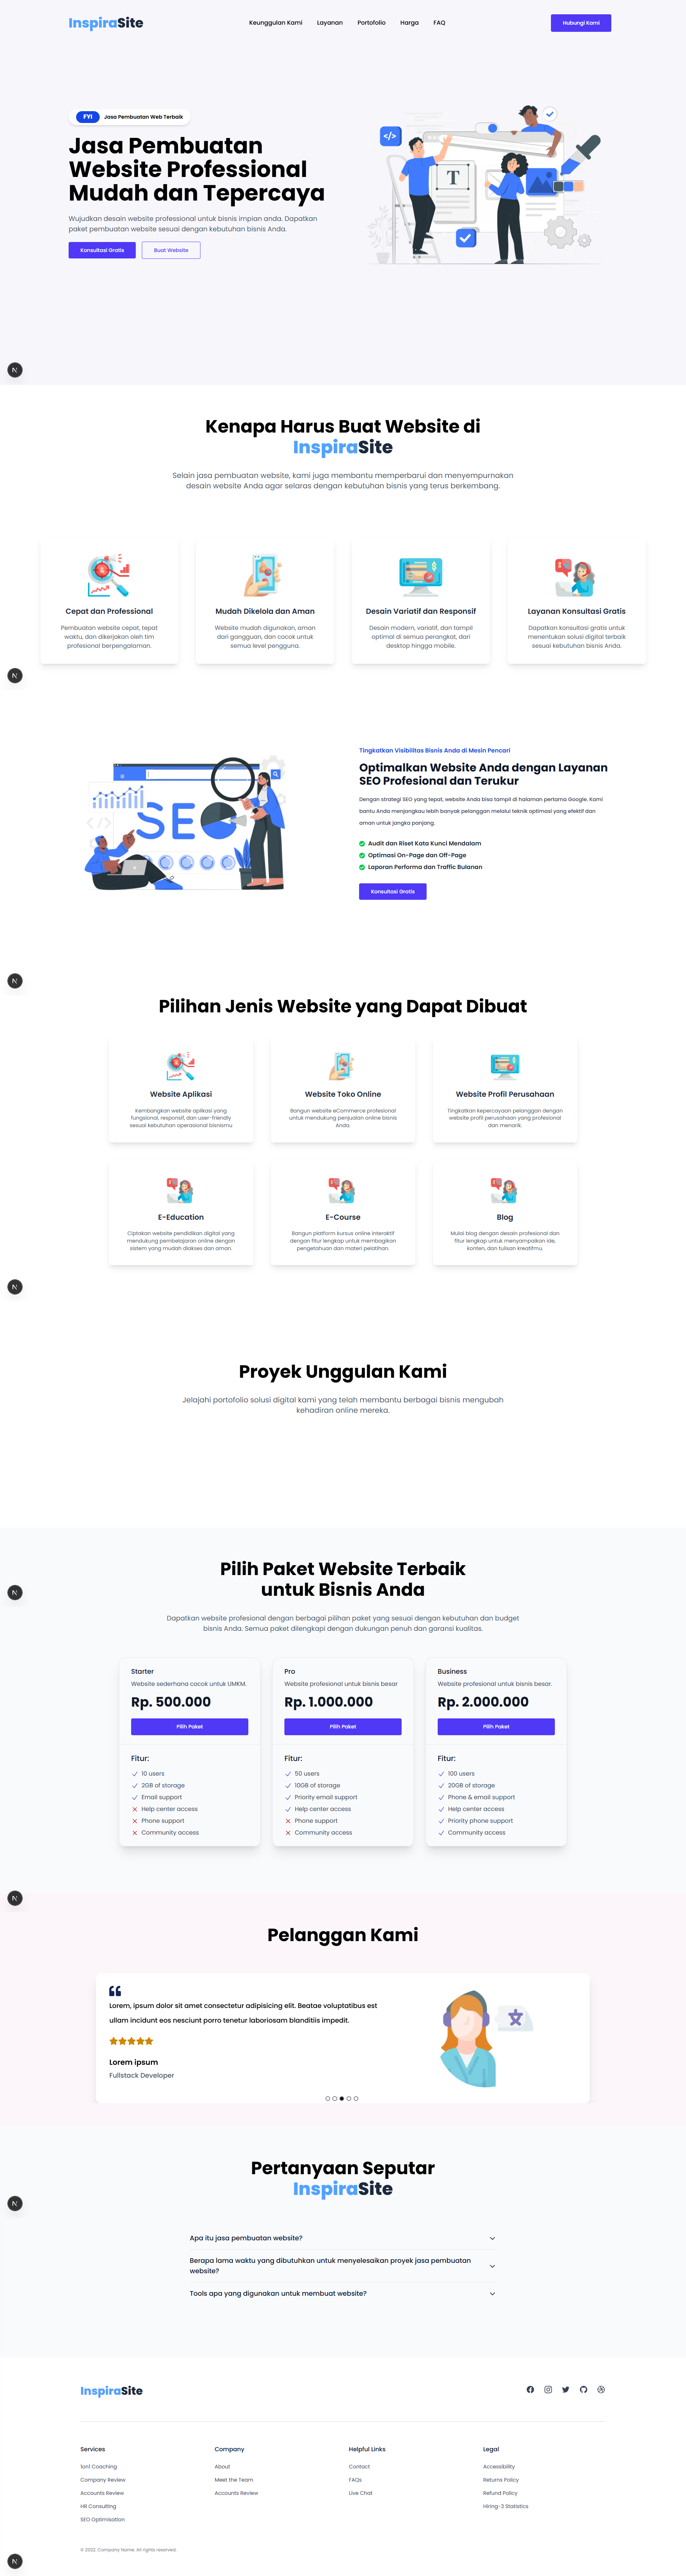 InspiraSite
Keunggulan Kami
Layanan
Portofolio
Harga
FAQ
Hubungi Kami
FYI
Jasa Pembuatan Web Terbaik
Jasa Pembuatan
Website Professional
Mudah dan Tepercaya
Wujudkan desain website professional untuk bisnis impian anda. Dapatkan
paket pembuatan website sesuai dengan kebutuhan bisnis Anda.
Konsultasi Gratis
Buat Website
</>
T
N
Kenapa Harus Buat Website di
InspiraSite
Selain jasa pembuatan website, kami juga membantu memperbarui dan menyempurnakan
desain website Anda agar selaras dengan kebutuhan bisnis yang terus berkembang.
Cepat dan Professional
Pembuatan website cepat, tepat
waktu, dan dikerjakan oleh tim
profesional berpengalaman.
Mudah Dikelola dan Aman
Website mudah digunakan, aman
dari gangguan, dan cocok untuk
semua level pengguna.
Desain Variatif dan Responsif
Desain modern, variatif, dan tampil
optimal di semua perangkat, dari
desktop hingga mobile.
Layanan Konsultasi Gratis
Dapatkan konsultasi gratis untuk
menentukan solusi digital terbaik
sesuai kebutuhan bisnis Anda.
N
SEO
</>
Tingkatkan Visibilitas Bisnis Anda di Mesin Pencari
Optimalkan Website Anda dengan Layanan
SEO Profesional dan Terukur
Dengan strategi SEO yang tepat, website Anda bisa tampil di halaman pertama Google. Kami
bantu Anda menjangkau lebih banyak pelanggan melalui teknik optimasi yang efektif dan
aman untuk jangka panjang.
Audit dan Riset Kata Kunci Mendalam
Optimasi On-Page dan Off-Page
Laporan Performa dan Traffic Bulanan
Konsultasi Gratis
N
Pilihan Jenis Website yang Dapat Dibuat
Website Aplikasi
Kembangkan website aplikasi yang
fungsional, responsif, dan user-friendly
sesuai kebutuhan operasional bisnismu
Website Toko Online
Bangun website eCommerce profesional
untuk mendukung penjualan online bisnis
Anda.
Website Profil Perusahaan
Tingkatkan kepercayaan pelanggan dengan
website profil perusahaan yang profesional
dan menarik.
E-Education
Ciptakan website pendidikan digital yang
mendukung pembelajaran online dengan
sistem yang mudah diakses dan aman.
E-Course
Bangun platform kursus online interaktif
dengan fitur lengkap untuk membagikan
pengetahuan dan materi pelatihan.
Blog
Mulai blog dengan desain profesional dan
fitur lengkap untuk menyampaikan ide,
konten, dan tulisan kreatifmu.
N
Proyek Unggulan Kami
Jelajahi portofolio solusi digital kami yang telah membantu berbagai bisnis mengubah
kehadiran online mereka.
Pilih Paket Website Terbaik
untuk Bisnis Anda
N
Dapatkan website profesional dengan berbagai pilihan paket yang sesuai dengan kebutuhan dan budget
bisnis Anda. Semua paket dilengkapi dengan dukungan penuh dan garansi kualitas.
Starter
Website sederhana cocok untuk UMKM.
Rp. 500.000
Pilih Paket
Fitur:
10 users
2GB of storage
Email support
Help center access
Phone support
Community access
Pro
Website profesional untuk bisnis besar
Rp. 1.000.000
Pilih Paket
Fitur:
50 users
10GB of storage
Priority email support
Help center access
Phone support
Community access
Business
Website profesional untuk bisnis besar.
Rp. 2.000.000
Pilih Paket
Fitur:
100 users
20GB of storage
Phone & email support
Help center access
Priority phone support
Community access
N
Pelanggan Kami
Lorem, ipsum dolor sit amet consectetur adipisicing elit. Beatae voluptatibus est
ullam incidunt eos nesciunt porro tenetur laboriosam blanditiis impedit.
Lorem ipsum
Fullstack Developer
Pertanyaan Seputar
InspiraSite
N
Apa itu jasa pembuatan website?
Berapa lama waktu yang dibutuhkan untuk menyelesaikan proyek jasa pembuatan
website?
Tools apa yang digunakan untuk membuat website?
InspiraSite
Services
1on1 Coaching
Company Review
Accounts Review
HR Consulting
SEO Optimisation
Company
About
Meet the Team
Accounts Review
Helpful Links
Contact
FAQs
Live Chat
Legal
Accessibility
Returns Policy
Refund Policy
Hiring-3 Statistics
© 2022. Company Name. All rights reserved.
N